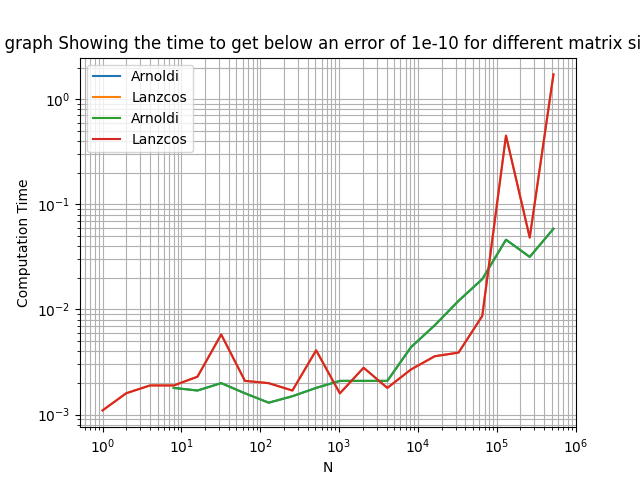 graph Showing the time to get below an error of 1e-10 for different matrix si
Arnoldi
Lanzcos
Arnoldi
Lanzcos
10⁰
10⁻¹
10⁻²
10⁻³
Computation Time
10⁰ 10¹ 10² 10³ 10⁴ 10⁵ 10⁶
N